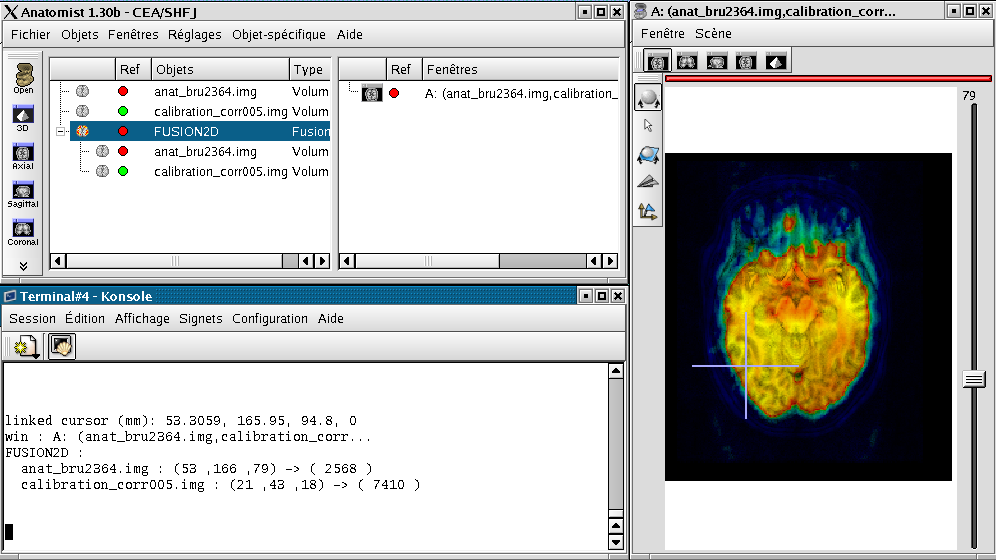 Anatomist 1.30b - CEA/SHFJ
Fichier Objets Fenêtres Réglages Objet-spécifique Aide
Open
3D
Axial
Sagittal
Coronal
Ref Objets Type
anat_bru2364.img Volum
calibration_corr005.img Volum
FUSION2D Fusion
anat_bru2364.img Volum
calibration_corr005.img Volum
Ref Fenêtres
A: (anat_bru2364.img,calibration_
Terminal#4 - Konsole
Session Édition Affichage Signets Configuration Aide
linked cursor (mm): 53.3059, 165.95, 94.8, 0
win : A: (anat_bru2364.img,calibration_corr...
FUSION2D :
anat_bru2364.img : (53 ,166 ,79) -> ( 2568 )
calibration_corr005.img : (21 ,43 ,18) -> ( 7410 )
A: (anat_bru2364.img,calibration_corr...
Fenêtre Scène
79